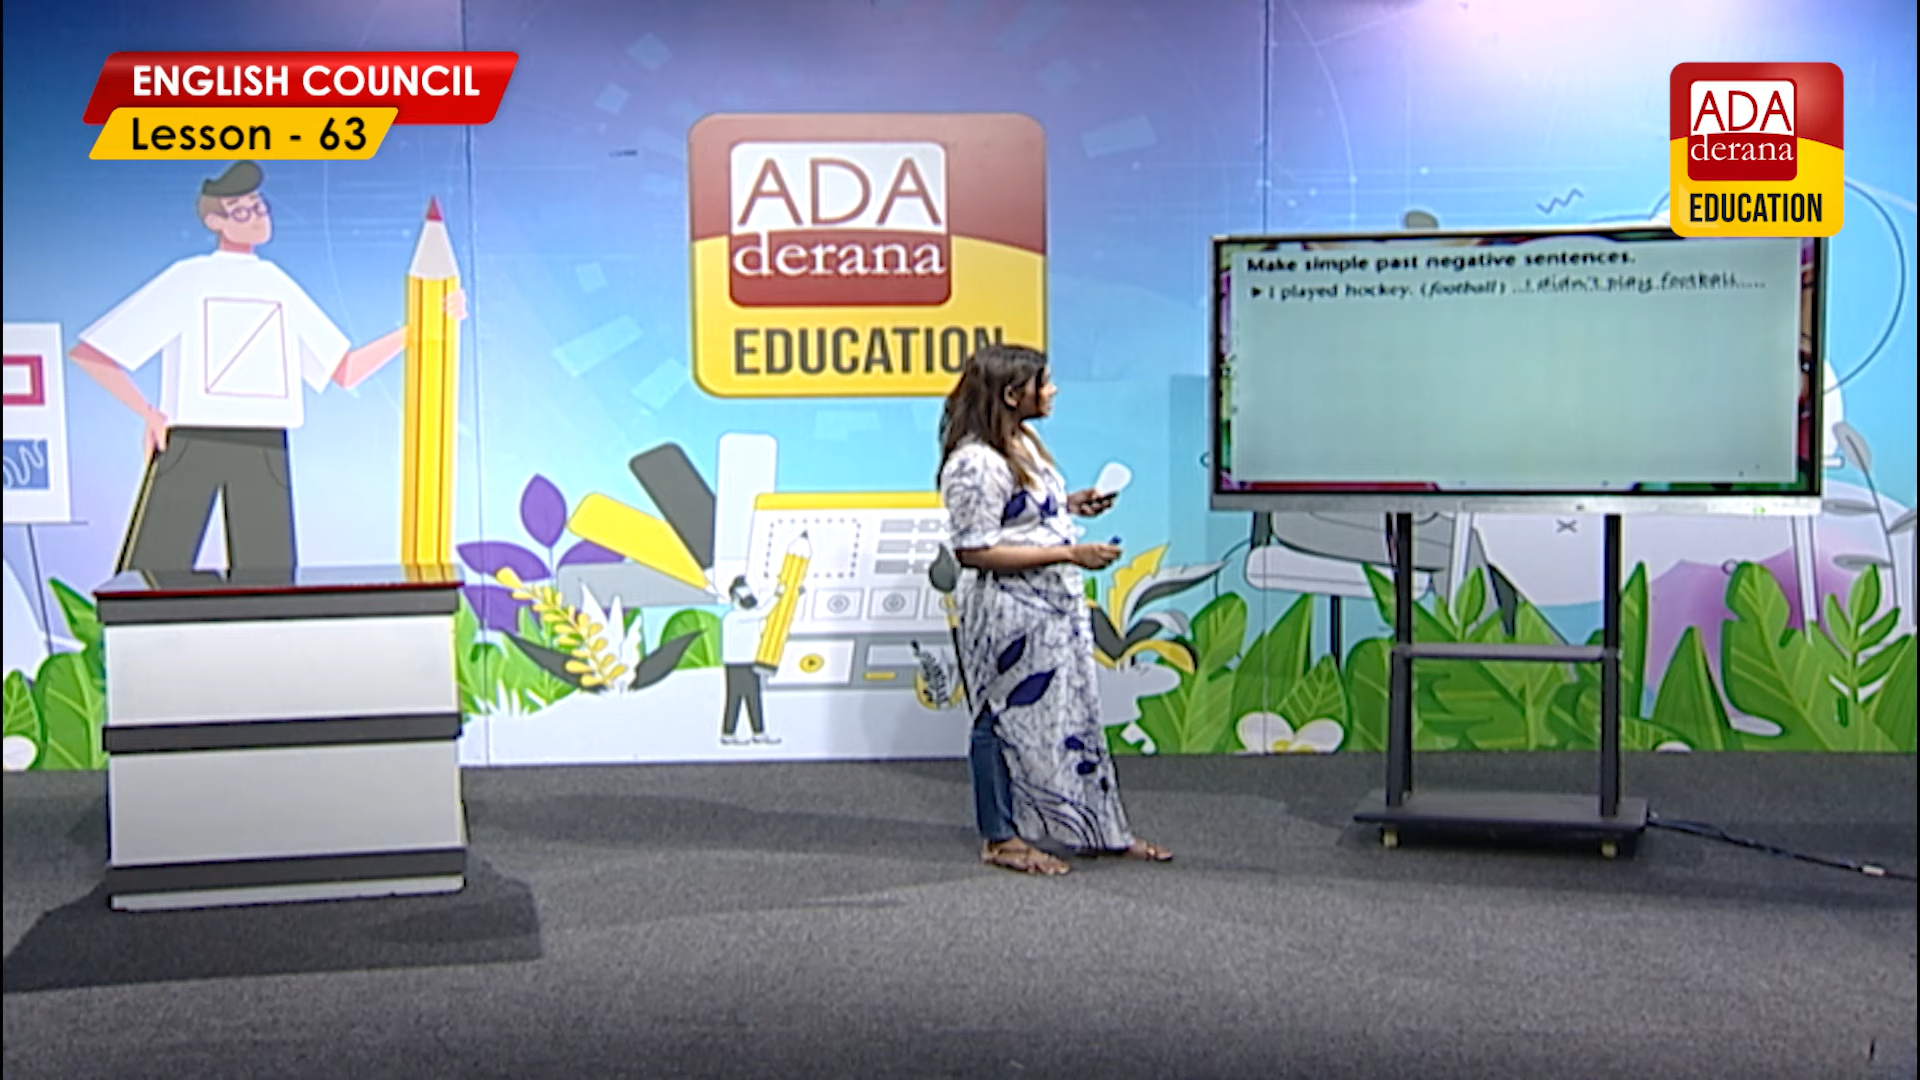 ENGLISH COUNCIL
Lesson - 63
ADA
derana
EDUCATION
ADA
derana
EDUCATION
Make simple past negative sentences.
► I played hockey. (football) ...I didn't play football.....